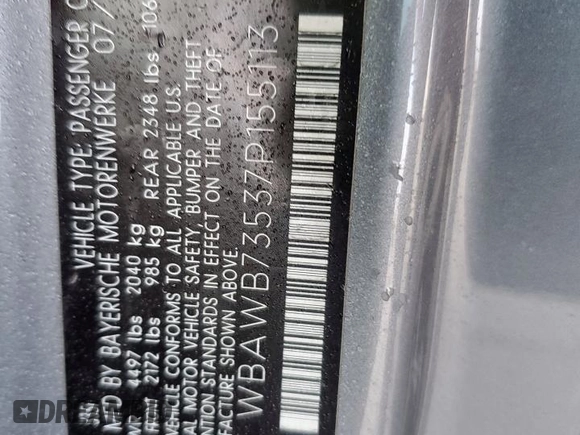 VEHICLE TYPE: PASSENGER C
MFD BY BAYERISCHE MOTORENWERKE 07/
4497 lbs 2040 kg
2172 lbs 985 kg REAR 2348 lbs 106
VEHICLE CONFORMS TO ALL APPLICABLE U.S.
AL MOTOR VEHICLE SAFETY, BUMPER AND THEFT
NTION STANDARDS IN EFFECT ON THE DATE OF
FACTURE SHOWN ABOVE.
WBAWB73537P155113